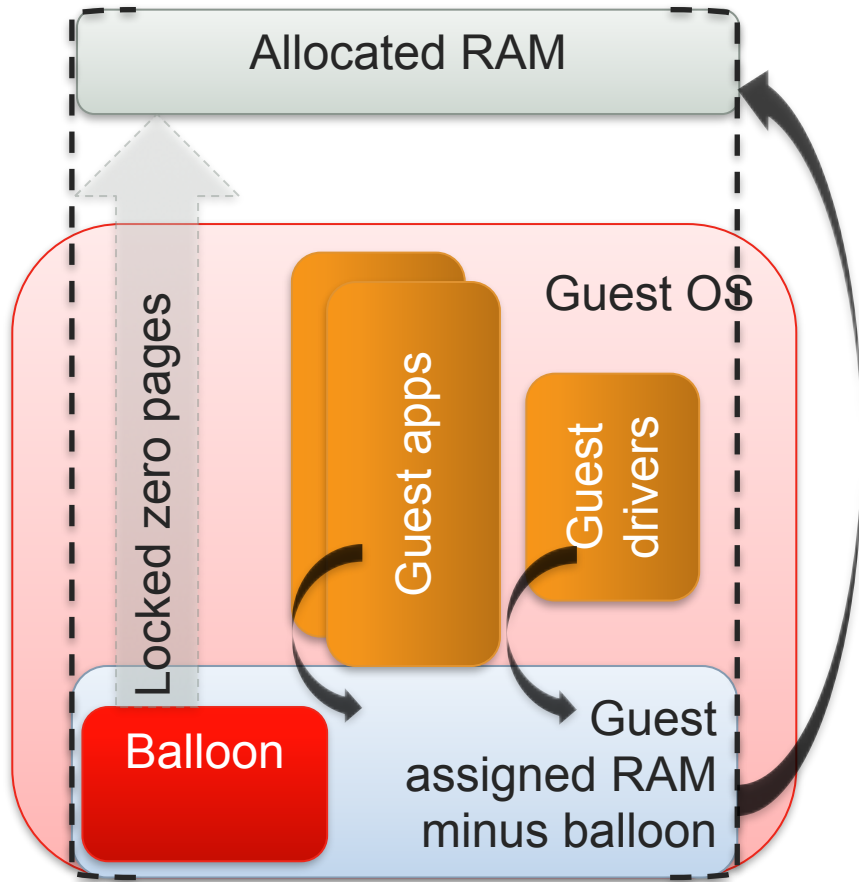 Allocated RAM
Guest OS
Locked zero pages
Guest apps
Guest
drivers
Balloon
Guest
assigned RAM
minus balloon